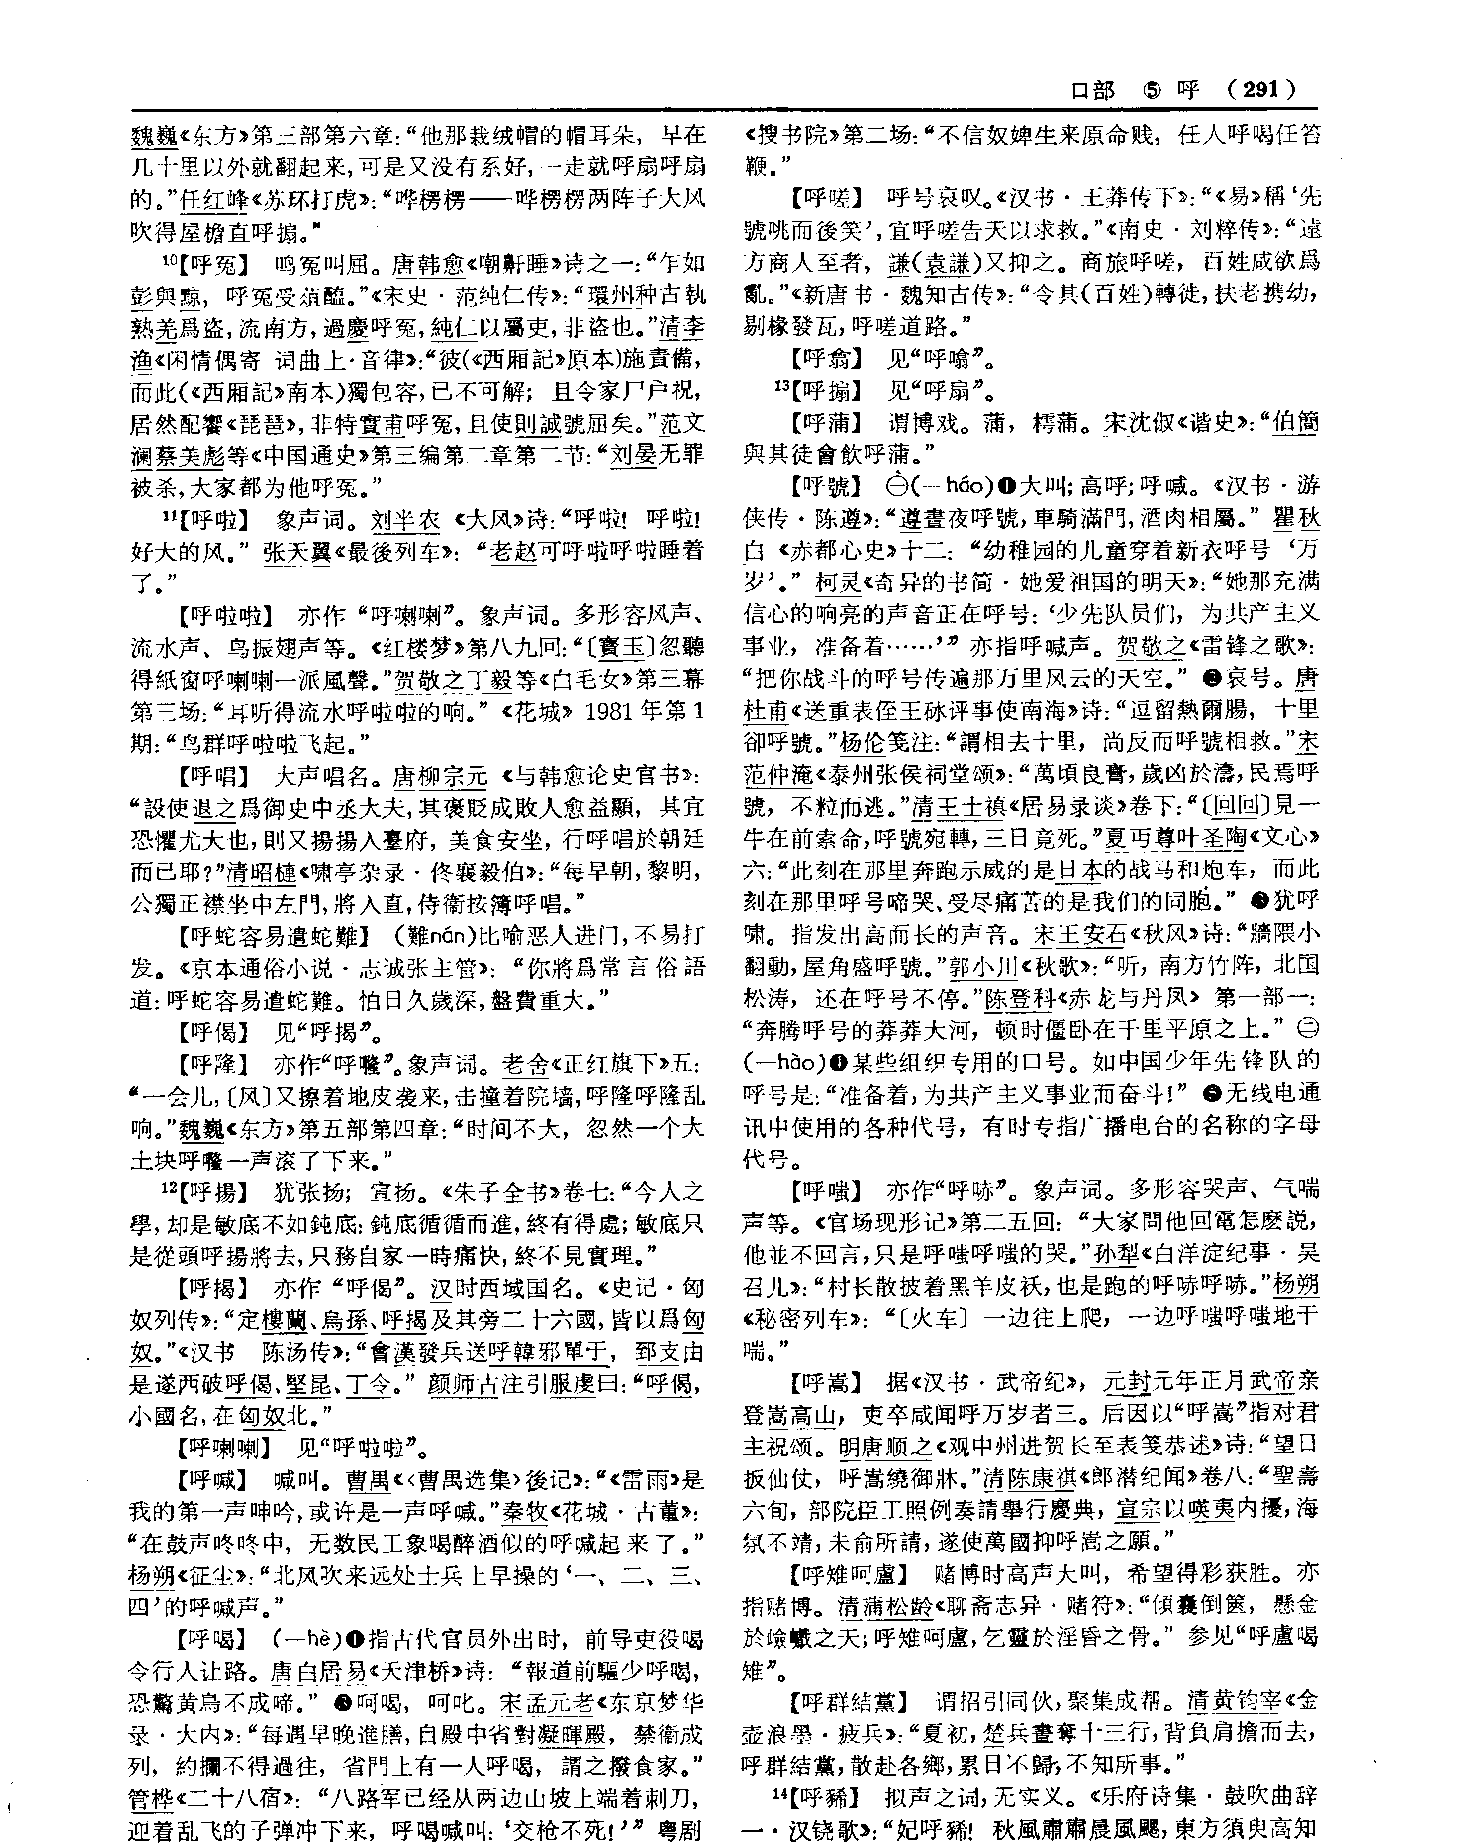 口部 ⑤ 呼 (291)
魏巍《东方》第三部第六章：“他那栽绒帽的帽耳朵，早在
几十里以外就翻起来，可是又没有系好，一走就呼扇呼扇
的。”任红峰《苏环打虎》：“哗楞楞——哗楞楞两阵子大风
吹得屋檐直呼搧。”
10【呼冤】 鸣冤叫屈。唐韩愈《嘲鼾睡》诗之一：“乍如
彭與黥，呼冤受葅醢。”《宋史·范纯仁传》：“環州种古執
熟羌爲盜，流南方，過慶呼冤，純仁以屬吏，非盜也。”清李
渔《闲情偶寄 词曲上·音律》：“彼(《西厢記》原本)施責備，
而此(《西厢記》南本)獨包容，已不可解；且令家尸户祝，
居然配饗《琵琶》，非特實甫呼冤，且使則誠號屈矣。”范文
澜蔡美彪等《中国通史》第三编第二章第二节：“刘晏无罪
被杀，大家都为他呼冤。”
11【呼啦】 象声词。刘半农《大风》诗：“呼啦！呼啦！
好大的风。”张天翼《最後列车》：“老赵可呼啦呼啦睡着
了。”
【呼啦啦】 亦作“呼喇喇”。象声词。多形容风声、
流水声、鸟振翅声等。《红楼梦》第八九回：“〔寳玉〕忽聽
得紙窗呼喇喇一派風聲。”贺敬之丁毅等《白毛女》第三幕
第三场：“耳听得流水呼啦啦的响。”《花城》1981年第1
期：“鸟群呼啦啦飞起。”
【呼唱】 大声唱名。唐柳宗元《与韩愈论史官书》：
“設使退之爲御史中丞大夫，其褒貶成敗人愈益顯，其宜
恐懼尤大也，則又揚揚入臺府，美食安坐，行呼唱於朝廷
而已耶？”清昭槤《啸亭杂录·佟襄毅伯》：“每早朝，黎明，
公獨正襟坐中左門，將入直，侍衞按簿呼唱。”
【呼蛇容易遣蛇難】 (難nán)比喻恶人进门，不易打
发。《京本通俗小说·志诚张主管》：“你將爲常言俗語
道：呼蛇容易遣蛇難。怕日久歲深，盤費重大。”
【呼偈】 见“呼揭”。
【呼隆】 亦作“呼嚨”。象声词。老舍《正红旗下》五：
“一会儿，〔风〕又擦着地皮袭来，击撞着院墙，呼隆呼隆乱
响。”魏巍《东方》第五部第四章：“时间不大，忽然一个大
土块呼嚨一声滚了下来。”
12【呼揚】 犹张扬；宣扬。《朱子全书》卷七：“今人之
學，却是敏底不如鈍底：鈍底循循而進，終有得處；敏底只
是從頭呼揚將去，只務自家一時痛快，終不見實理。”
【呼揭】 亦作“呼偈”。汉时西域国名。《史记·匈
奴列传》：“定樓蘭、烏孫、呼揭及其旁二十六國，皆以爲匈
奴。”《汉书 陈汤传》：“會漢發兵送呼韓邪單于，郅支由
是遂西破呼偈、堅昆、丁令。”颜师古注引服虔曰：“呼偈，
小國名，在匈奴北。”
【呼喇喇】 见“呼啦啦”。
【呼喊】 喊叫。曹禺《〈曹禺选集〉後记》：“《雷雨》是
我的第一声呻吟，或许是一声呼喊。”秦牧《花城·古董》：
“在鼓声咚咚中，无数民工象喝醉酒似的呼喊起来了。”
杨朔《征尘》：“北风吹来远处士兵上早操的‘一、二、三、
四’的呼喊声。”
【呼喝】 (—hè)❶指古代官员外出时，前导吏役喝
令行人让路。唐白居易《天津桥》诗：“報道前驅少呼喝，
恐驚黄鳥不成啼。”❷呵喝，呵叱。宋孟元老《东京梦华
录·大内》：“每遇早晚進膳，自殿中省對凝暉殿，禁衞成
列，約攔不得過往，省門上有一人呼喝，謂之撥食家。”
管桦《二十八宿》：“八路军已经从两边山坡上端着刺刀，
迎着乱飞的子弹冲下来，呼喝喊叫：‘交枪不死！’”粤剧
《搜书院》第二场：“不信奴婢生来原命贱，任人呼喝任笞
鞭。”
【呼嗟】 呼号哀叹。《汉书·王莽传下》：“《易》稱‘先
號咷而後笑’，宜呼嗟告天以求救。”《南史·刘粹传》：“遠
方商人至者，謙(袁謙)又抑之。商旅呼嗟，百姓咸欲爲
亂。”《新唐书·魏知古传》：“令其(百姓)轉徙，扶老携幼，
剔椽發瓦，呼嗟道路。”
【呼翕】 见“呼噏”。
13【呼搧】 见“呼扇”。
【呼蒲】 谓博戏。蒲，樗蒲。宋沈俶《谐史》：“伯簡
與其徒會飲呼蒲。”
【呼號】 ㊀(—háo)❶大叫；高呼；呼喊。《汉书·游
侠传·陈遵》：“遵晝夜呼號，車騎滿門，酒肉相屬。”瞿秋
白《赤都心史》十二：“幼稚园的儿童穿着新衣呼号‘万
岁’。”柯灵《奇异的书简·她爱祖国的明天》：“她那充满
信心的响亮的声音正在呼号：‘少先队员们，为共产主义
事业，准备着……’”亦指呼喊声。贺敬之《雷锋之歌》：
“把你战斗的呼号传遍那万里风云的天空。”❷哀号。唐
杜甫《送重表侄王砅评事使南海》诗：“逗留熱爾腸，十里
卻呼號。”杨伦笺注：“謂相去十里，尚反而呼號相救。”宋
范仲淹《泰州张侯祠堂颂》：“萬頃良膏，歲凶於濤，民焉呼
號，不粒而逃。”清王士禛《居易录谈》卷下：“〔回回〕見一
牛在前索命，呼號宛轉，三日竟死。”夏丏尊叶圣陶《文心》
六：“此刻在那里奔跑示威的是日本的战马和炮车，而此
刻在那里呼号啼哭、受尽痛苦的是我们的同胞。”❸犹呼
啸。指发出高而长的声音。宋王安石《秋风》诗：“牆隈小
翻動，屋角盛呼號。”郭小川《秋歌》：“听，南方竹阵，北国
松涛，还在呼号不停。”陈登科《赤龙与丹凤》第一部一：
“奔腾呼号的莽莽大河，顿时僵卧在千里平原之上。”㊁
(—hào)❶某些组织专用的口号。如中国少年先锋队的
呼号是：“准备着，为共产主义事业而奋斗！”❷无线电通
讯中使用的各种代号，有时专指广播电台的名称的字母
代号。
【呼嗤】 亦作“呼哧”。象声词。多形容哭声、气喘
声等。《官场现形记》第二五回：“大家問他回電怎麽説，
他並不回言，只是呼嗤呼嗤的哭。”孙犁《白洋淀纪事·吴
召儿》：“村长散披着黑羊皮袄，也是跑的呼哧呼哧。”杨朔
《秘密列车》：“〔火车〕一边往上爬，一边呼嗤呼嗤地干
喘。”
【呼嵩】 据《汉书·武帝纪》，元封元年正月武帝亲
登嵩高山，吏卒咸闻呼万岁者三。后因以“呼嵩”指对君
主祝颂。明唐顺之《观中州进贺长至表笺恭述》诗：“望日
扳仙仗，呼嵩繞御牀。”清陈康祺《郎潜纪闻》卷八：“聖壽
六旬，部院臣工照例奏請舉行慶典，宣宗以暎夷内擾，海
氛不靖，未俞所請，遂使萬國抑呼嵩之願。”
【呼雉呵盧】 赌博时高声大叫，希望得彩获胜。亦
指赌博。清蒲松龄《聊斋志异·赌符》：“傾囊倒篋，懸金
於嶮巇之天；呼雉呵盧，乞靈於淫昏之骨。”参见“呼盧喝
雉”。
【呼群結黨】 谓招引同伙，聚集成帮。清黄钧宰《金
壶浪墨·疲兵》：“夏初，楚兵晝奪十三行，背負肩擔而去，
呼群結黨，散赴各鄉，累日不歸，不知所事。”
14【呼豨】 拟声之词，无实义。《乐府诗集·鼓吹曲辞
一·汉铙歌》：“妃呼豨！秋風肅肅晨風颸，東方須臾高知